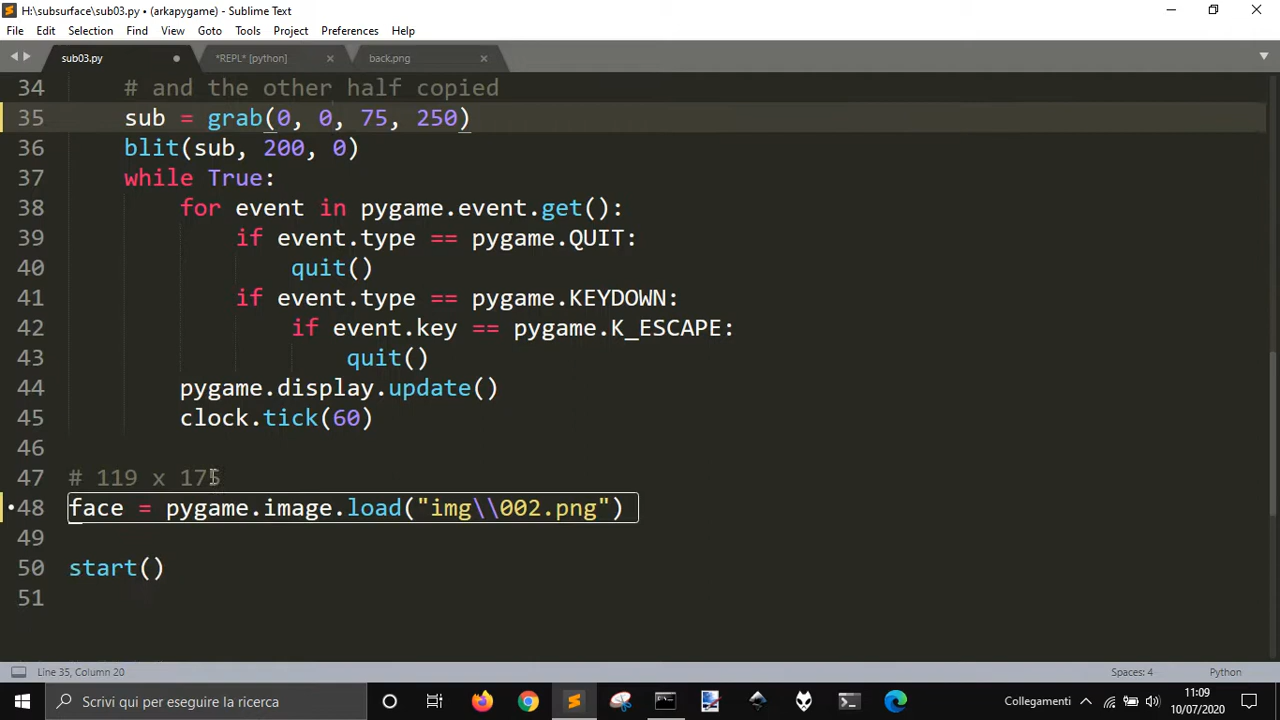 H:\subsurface\sub03.py • (arkapygame) - Sublime Text
File Edit Selection Find View Goto Tools Project Preferences Help
sub03.py *REPL* [python] back.png
34 # and the other half copied
35 sub = grab(0, 0, 75, 250)
36 blit(sub, 200, 0)
37 while True:
38 for event in pygame.event.get():
39 if event.type == pygame.QUIT:
40 quit()
41 if event.type == pygame.KEYDOWN:
42 if event.key == pygame.K_ESCAPE:
43 quit()
44 pygame.display.update()
45 clock.tick(60)
46
47 # 119 x 175
48 face = pygame.image.load("img\\002.png")
49
50 start()
51
Line 35, Column 20 Spaces: 4 Python
Scrivi qui per eseguire la ricerca Collegamenti 11:09
10/07/2020